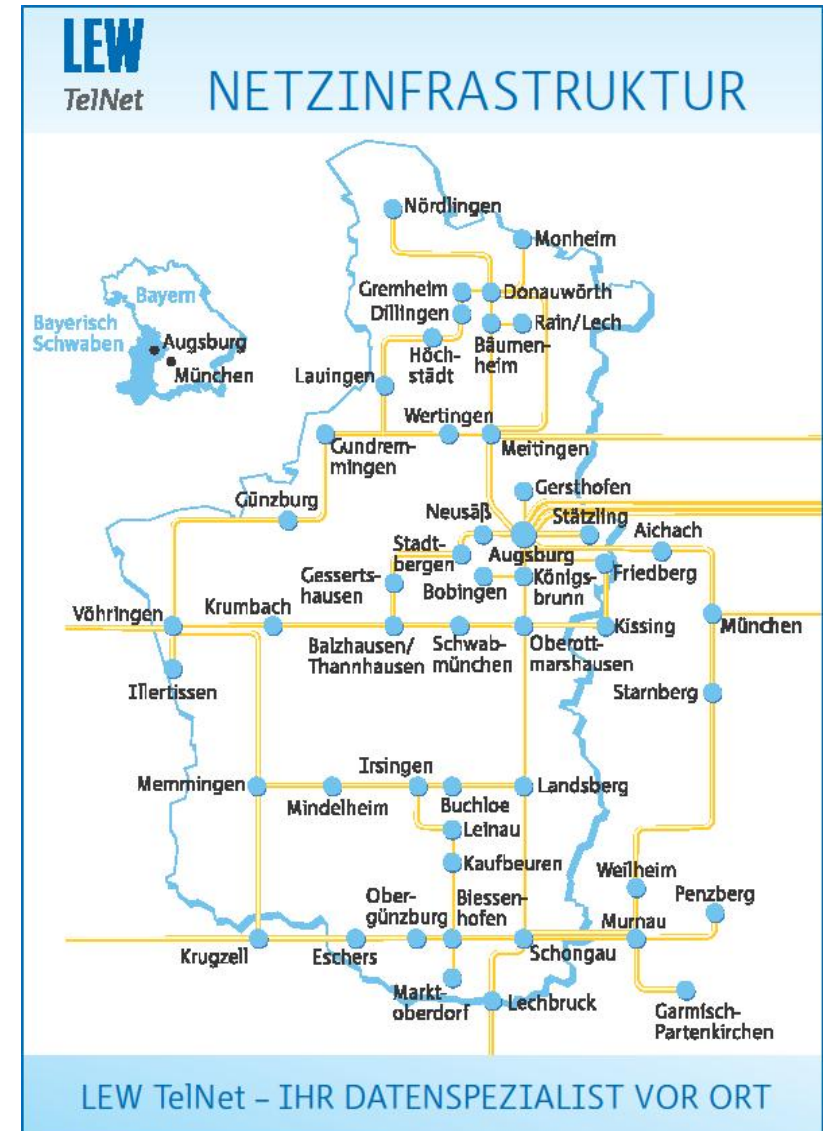 LEW
TelNet
NETZINFRASTRUKTUR
Nördlingen
Monheim
Gremheim
Donauwörth
Dillingen
Rain/Lech
Bayern
Bayerisch
Schwaben
Augsburg
München
Höch-
städt
Bäumen-
heim
Lauingen
Wertingen
Gundrem-
mingen
Meitingen
Günzburg
Gersthofen
Neusäß
Stätzling
Aichach
Stadt-
bergen
Augsburg
Gesserts-
hausen
Bobingen
Königs-
brunn
Friedberg
Vöhringen
Krumbach
Balzhausen/
Thannhausen
Schwab-
münchen
Oberott-
marshausen
Kissing
München
Illertissen
Starnberg
Irsingen
Memmingen
Mindelheim
Buchloe
Landsberg
Leinau
Kaufbeuren
Weilheim
Penzberg
Ober-
günzburg
Biessen-
hofen
Murnau
Krugzell
Eschers
Schongau
Markt-
oberdorf
Lechbruck
Garmisch-
Partenkirchen
LEW TelNet – IHR DATENSPEZIALIST VOR ORT